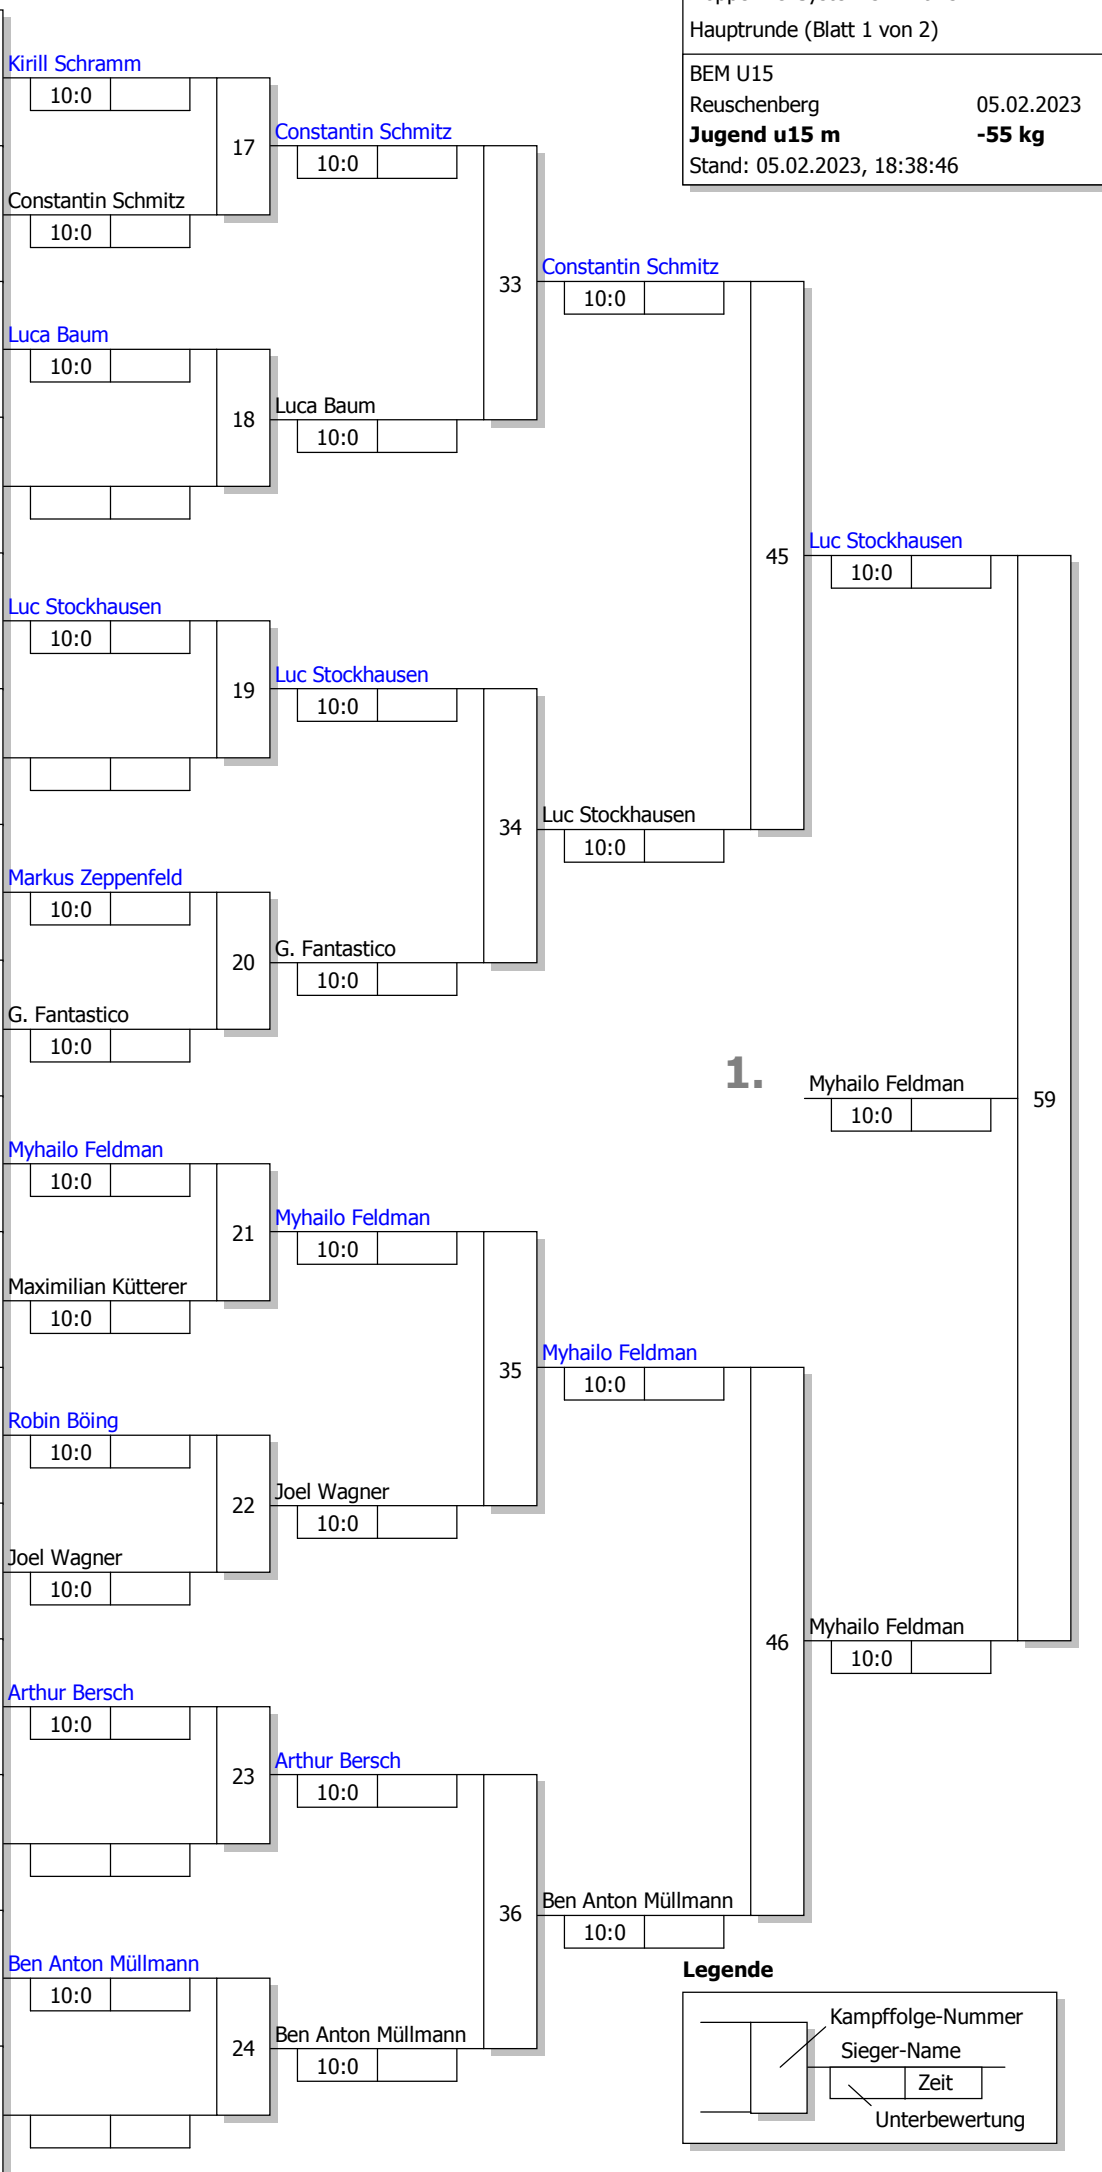 Hauptrunde (Blatt 1 von 2)
BEM U15
Reuschenberg 05.02.2023
Jugend u15 m -55 kg
Stand: 05.02.2023, 18:38:46
Kirill Schramm
10:0
17
Constantin Schmitz
10:0
Constantin Schmitz
10:0
33
Constantin Schmitz
10:0
Luca Baum
10:0
18
Luca Baum
10:0
45
Luc Stockhausen
10:0
Luc Stockhausen
10:0
19
Luc Stockhausen
10:0
34
Luc Stockhausen
10:0
Markus Zeppenfeld
10:0
20
G. Fantastico
10:0
G. Fantastico
10:0
1.
Myhailo Feldman
10:0
59
Myhailo Feldman
10:0
21
Myhailo Feldman
10:0
Maximilian Kütterer
10:0
35
Myhailo Feldman
10:0
Robin Böing
10:0
22
Joel Wagner
10:0
Joel Wagner
10:0
46
Myhailo Feldman
10:0
Arthur Bersch
10:0
23
Arthur Bersch
10:0
36
Ben Anton Müllmann
10:0
Ben Anton Müllmann
10:0
24
Ben Anton Müllmann
10:0
Legende
Kampffolge-Nummer
Sieger-Name
Zeit
Unterbewertung